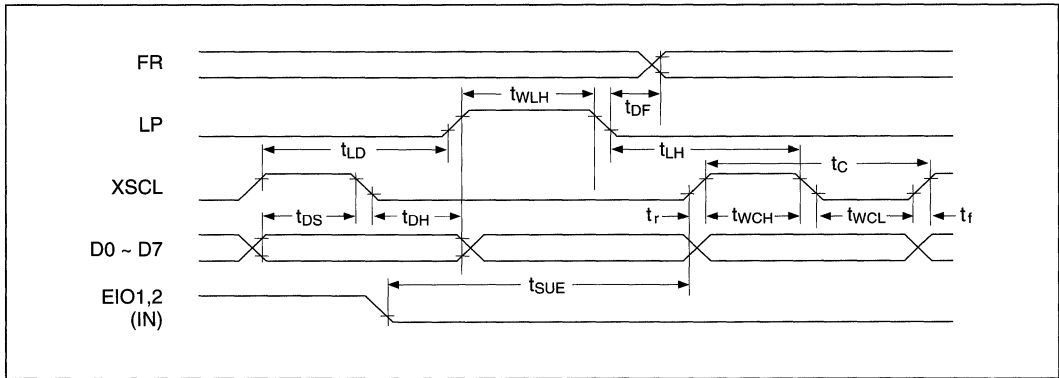 FR
tWLH
tDF
LP
tLD
tLH
tC
XSCL
tDS
tDH
tr
tWCH
tWCL
tf
D0 ~ D7
tSUE
EIO1,2
(IN)